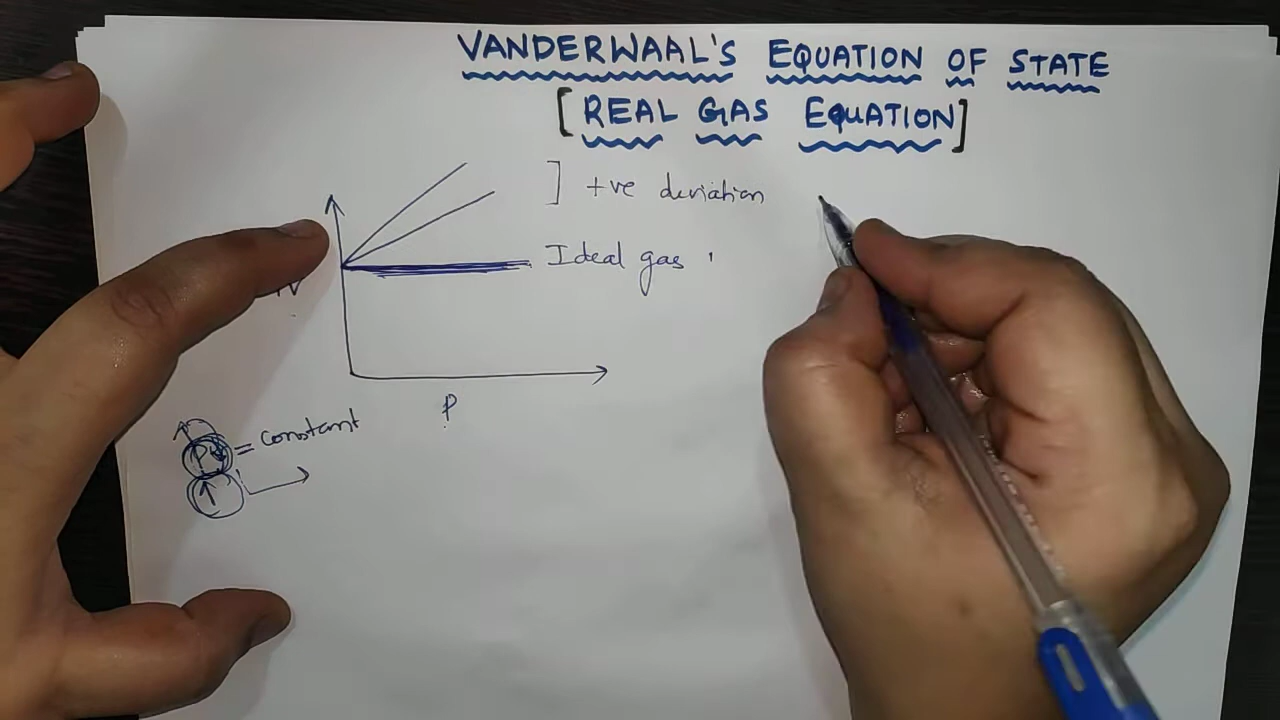 VANDERWAAL'S EQUATION OF STATE
[REAL GAS EQUATION]
] +ve deviation
Ideal gas
P
= constant